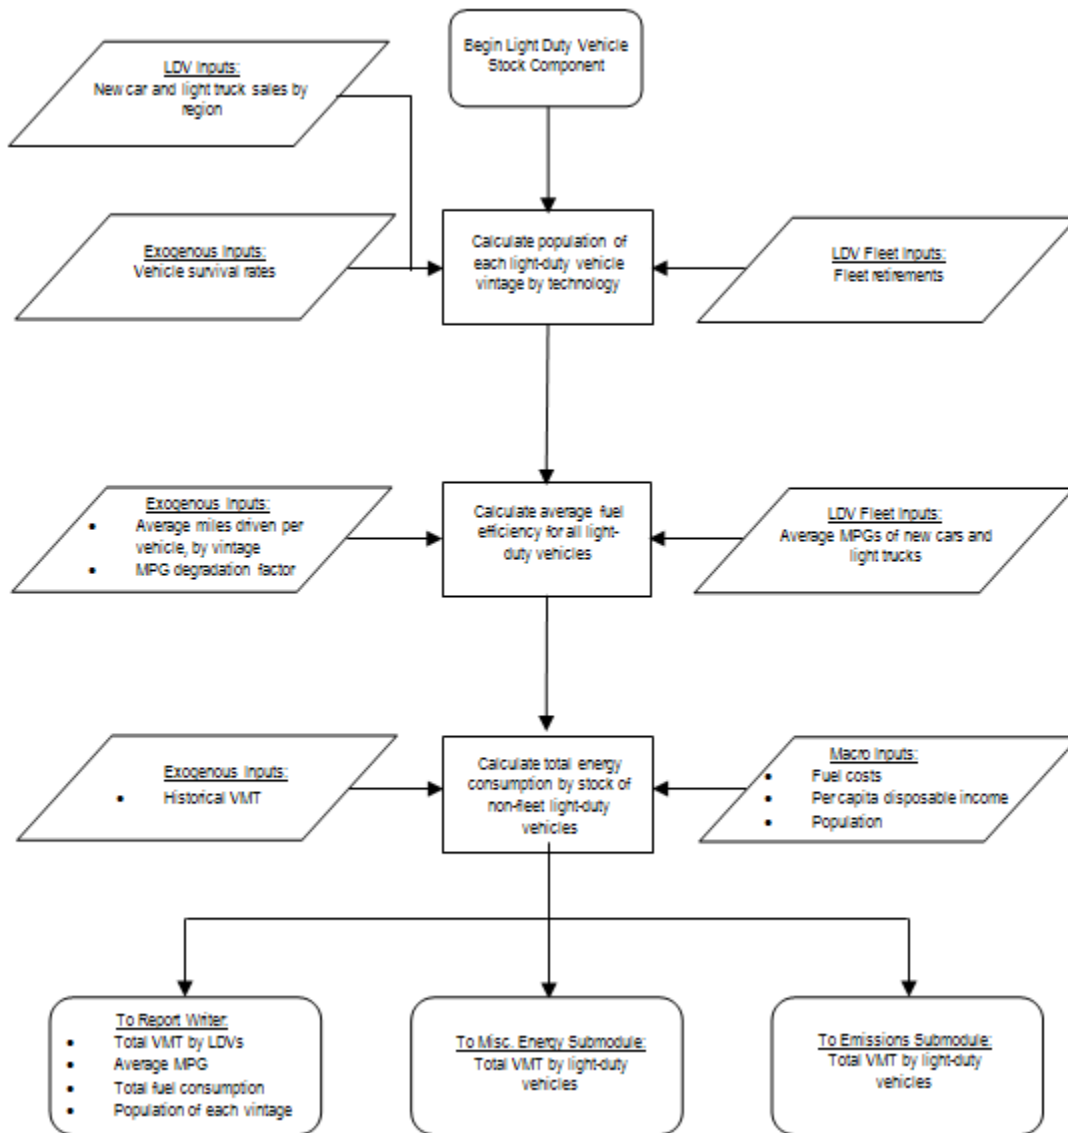 Begin Light Duty Vehicle
Stock Component
LDV Inputs:
New car and light truck sales by
region
Exogenous Inputs:
Vehicle survival rates
Calculate population of
each light-duty vehicle
vintage by technology
LDV Fleet Inputs:
Fleet retirements
Exogenous Inputs:
• Average miles driven per
vehicle, by vintage
• MPG degradation factor
Calculate average fuel
efficiency for all light-
duty vehicles
LDV Fleet Inputs:
Average MPGs of new cars and
light trucks
Exogenous Inputs:
• Historical VMT
Calculate total energy
consumption by stock of
non-fleet light-duty
vehicles
Macro Inputs:
• Fuel costs
• Per capita disposable income
• Population
To Report Writer:
• Total VMT by LDVs
• Average MPG
• Total fuel consumption
• Population of each vintage
To Misc. Energy Submodule:
Total VMT by light-duty
vehicles
To Emissions Submodule:
Total VMT by light-duty
vehicles